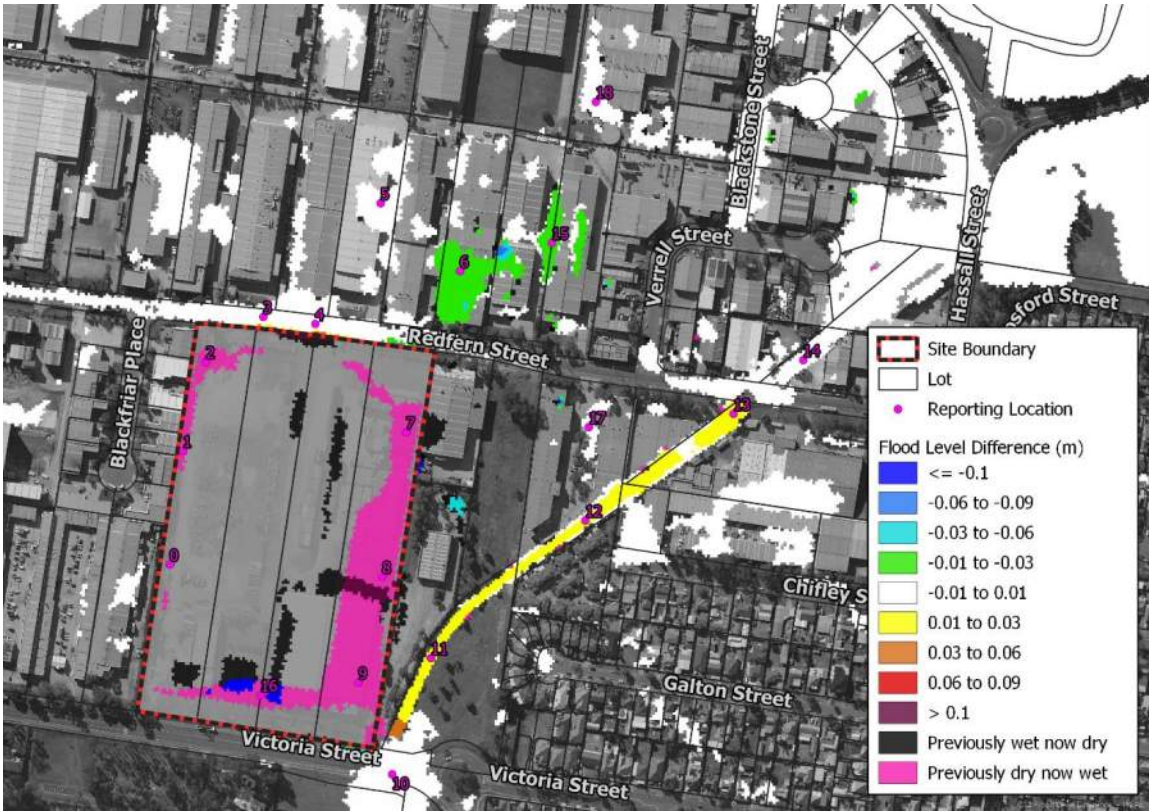 18
Blackstone Street
5
15
6
Verrell Street
Hassall Street
nsford Street
3
4
Redfern Street
Blackfriar Place
2
14
13
1
7
17
12
0
8
Chifley S
11
16
9
Galton Street
Victoria Street
10
Victoria Street
Site Boundary
Lot
Reporting Location
Flood Level Difference (m)
<= -0.1
-0.06 to -0.09
-0.03 to -0.06
-0.01 to -0.03
-0.01 to 0.01
0.01 to 0.03
0.03 to 0.06
0.06 to 0.09
> 0.1
Previously wet now dry
Previously dry now wet